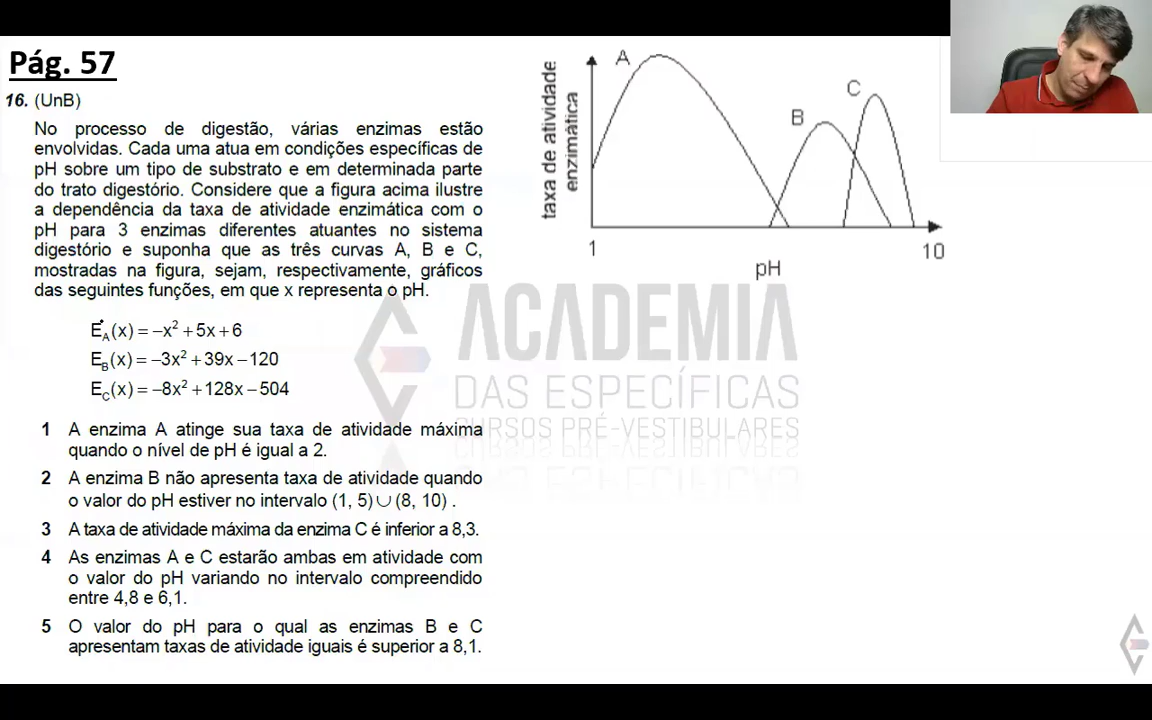 Pág. 57
16. (UnB)
No processo de digestão, várias enzimas estão
envolvidas. Cada uma atua em condições específicas de
pH sobre um tipo de substrato e em determinada parte
do trato digestório. Considere que a figura acima ilustre
a dependência da taxa de atividade enzimática com o
pH para 3 enzimas diferentes atuantes no sistema
digestório e suponha que as três curvas A, B e C,
mostradas na figura, sejam, respectivamente, gráficos
das seguintes funções, em que x representa o pH.
E_A(x) = −x² + 5x + 6
E_B(x) = −3x² + 39x − 120
E_C(x) = −8x² + 128x − 504
1 A enzima A atinge sua taxa de atividade máxima
quando o nível de pH é igual a 2.
2 A enzima B não apresenta taxa de atividade quando
o valor do pH estiver no intervalo (1, 5)∪(8, 10) .
3 A taxa de atividade máxima da enzima C é inferior a 8,3.
4 As enzimas A e C estarão ambas em atividade com
o valor do pH variando no intervalo compreendido
entre 4,8 e 6,1.
5 O valor do pH para o qual as enzimas B e C
apresentam taxas de atividade iguais é superior a 8,1.
taxa de atividade
enzimática
A
B
C
1
10
pH
ACADEMIA
DAS ESPECÍFICAS
CURSOS PRÉ-VESTIBULARES